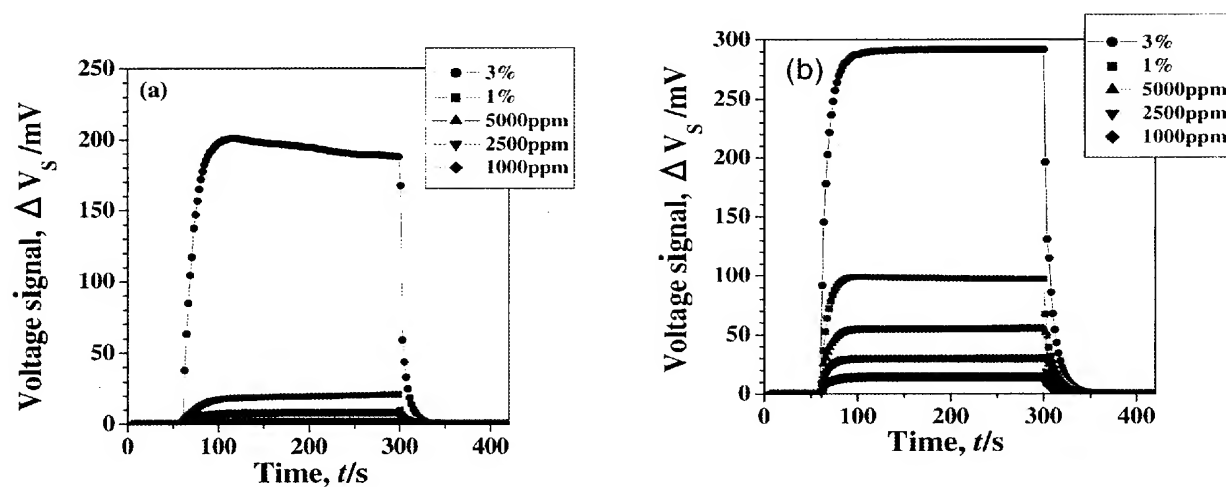 (a)
3%
1%
5000ppm
2500ppm
1000ppm
Voltage signal, Δ V_S /mV
250
200
150
100
50
0
0 100 200 300 400
Time, t/s
(b)
3%
1%
5000ppm
2500ppm
1000ppm
Voltage signal, Δ V_S /mV
300
250
200
150
100
50
0
0 100 200 300 400
Time, t/s